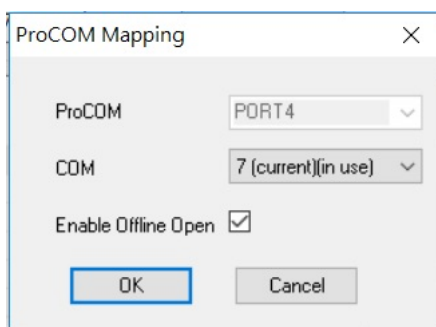 ProCOM Mapping
ProCOM PORT4
COM 7 (current)(in use)
Enable Offline Open
OK Cancel